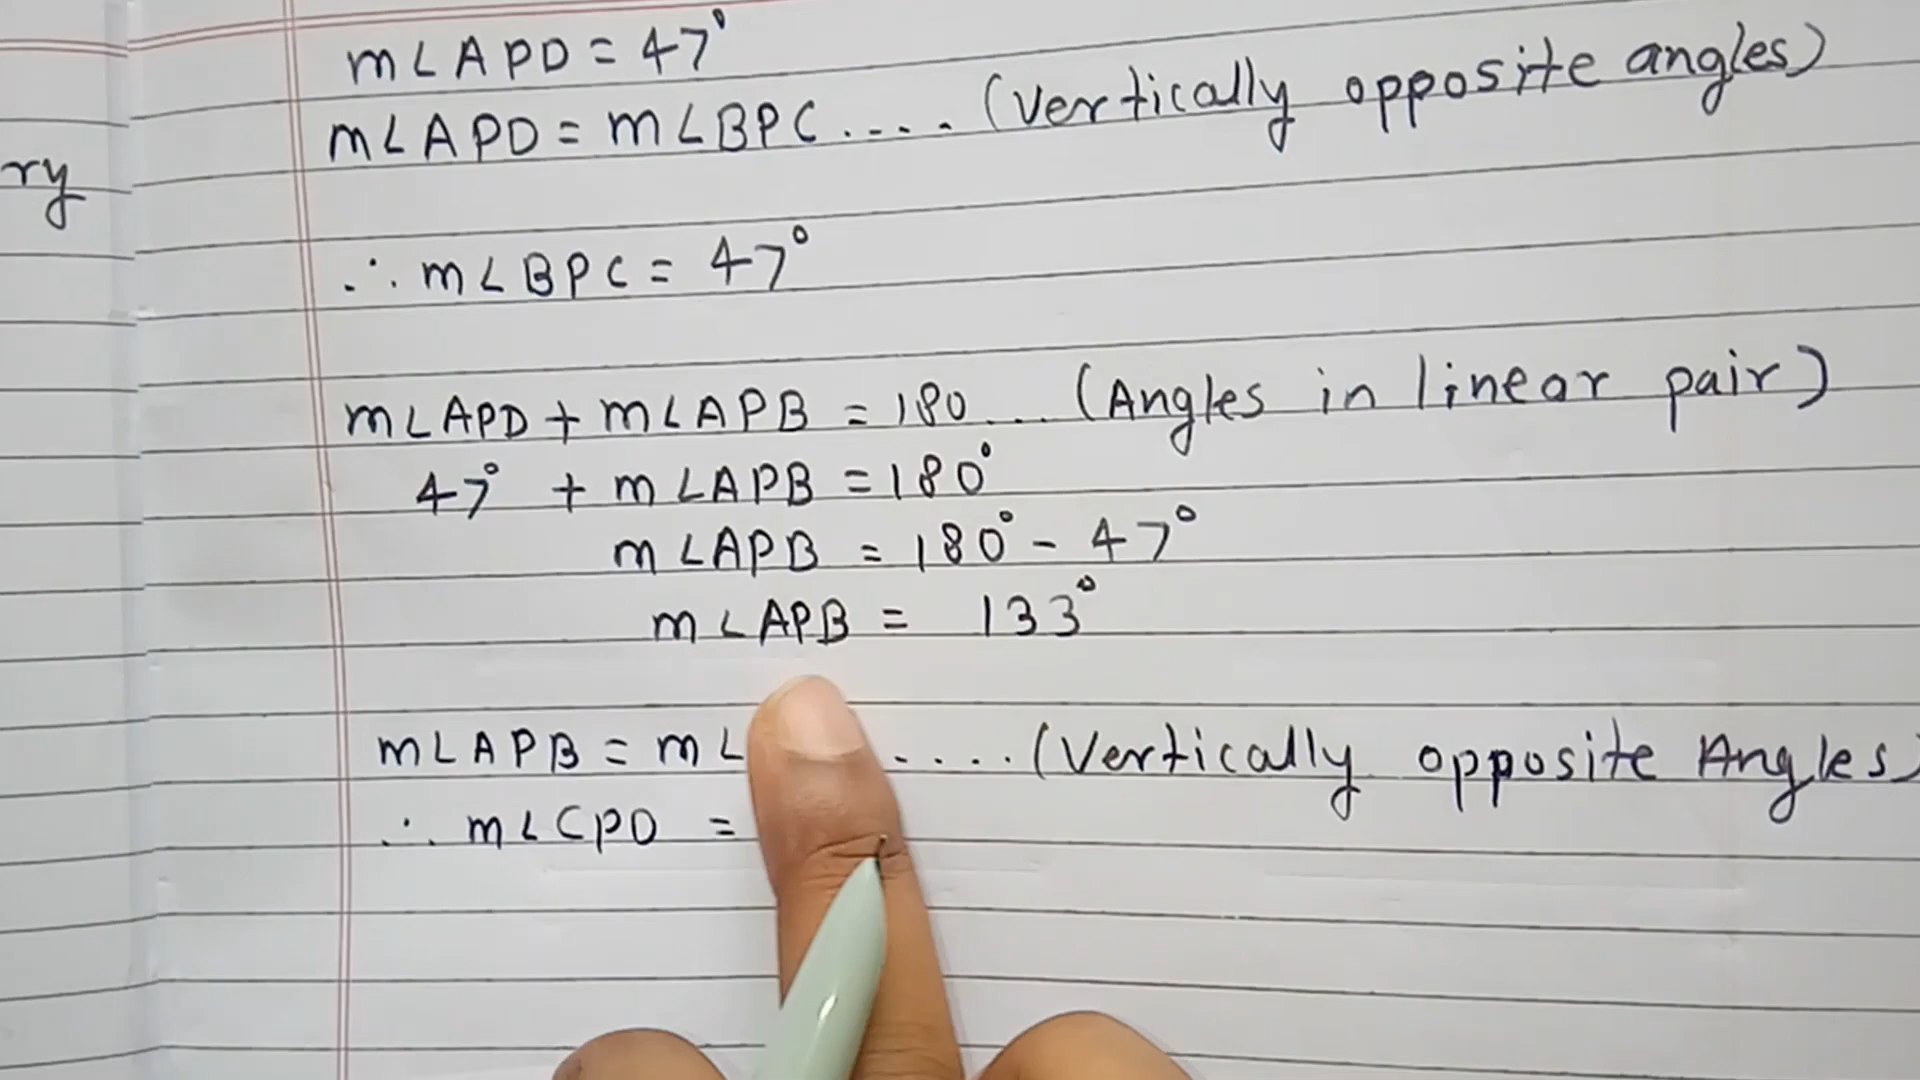 ry
m∠APD = 47°
m∠APD = m∠BPC .... (Vertically opposite angles)
∴ m∠BPC = 47°
m∠APD + m∠APB = 180 ... (Angles in linear pair)
47° + m∠APB = 180°
m∠APB = 180° - 47°
m∠APB = 133°
m∠APB = m∠ .... (Vertically opposite Angles)
∴ m∠CPD =